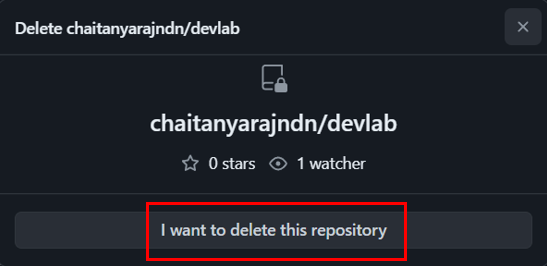 Delete chaitanyarajndn/devlab
chaitanyarajndn/devlab
0 stars 1 watcher
I want to delete this repository